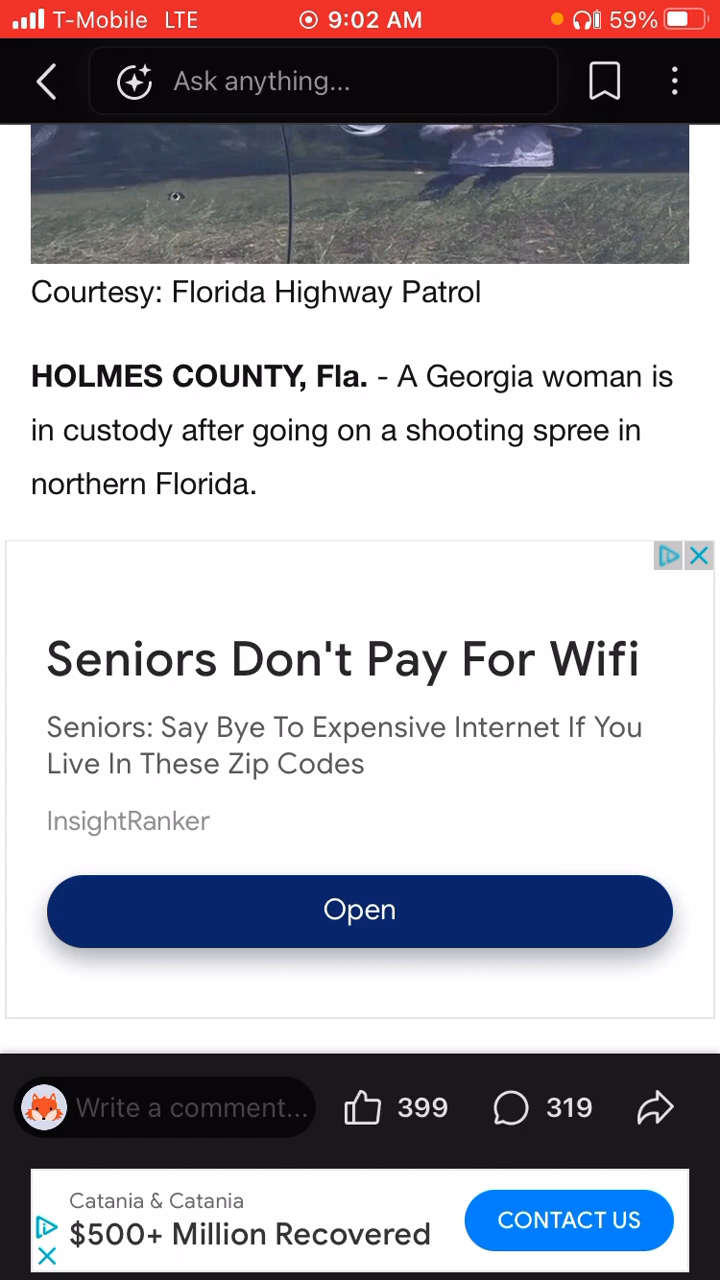 T-Mobile LTE 9:02 AM 59%
Ask anything...
Courtesy: Florida Highway Patrol
HOLMES COUNTY, Fla. - A Georgia woman is
in custody after going on a shooting spree in
northern Florida.
Seniors Don't Pay For Wifi
Seniors: Say Bye To Expensive Internet If You
Live In These Zip Codes
InsightRanker
Open
Write a comment... 399 319
Catania & Catania
$500+ Million Recovered
CONTACT US